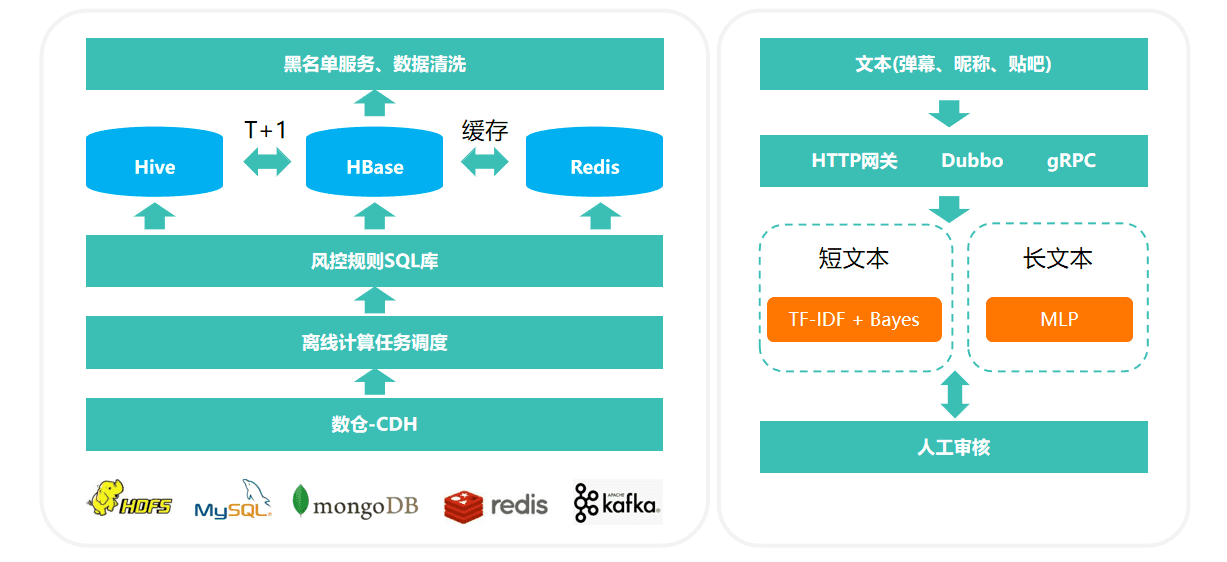 黑名单服务、数据清洗
T+1
缓存
Hive
HBase
Redis
风控规则SQL库
离线计算任务调度
数仓-CDH
HDFS
MySQL®
mongoDB
redis
APACHE
kafka®
文本(弹幕、昵称、贴吧)
HTTP网关 Dubbo gRPC
短文本
TF-IDF + Bayes
长文本
MLP
人工审核